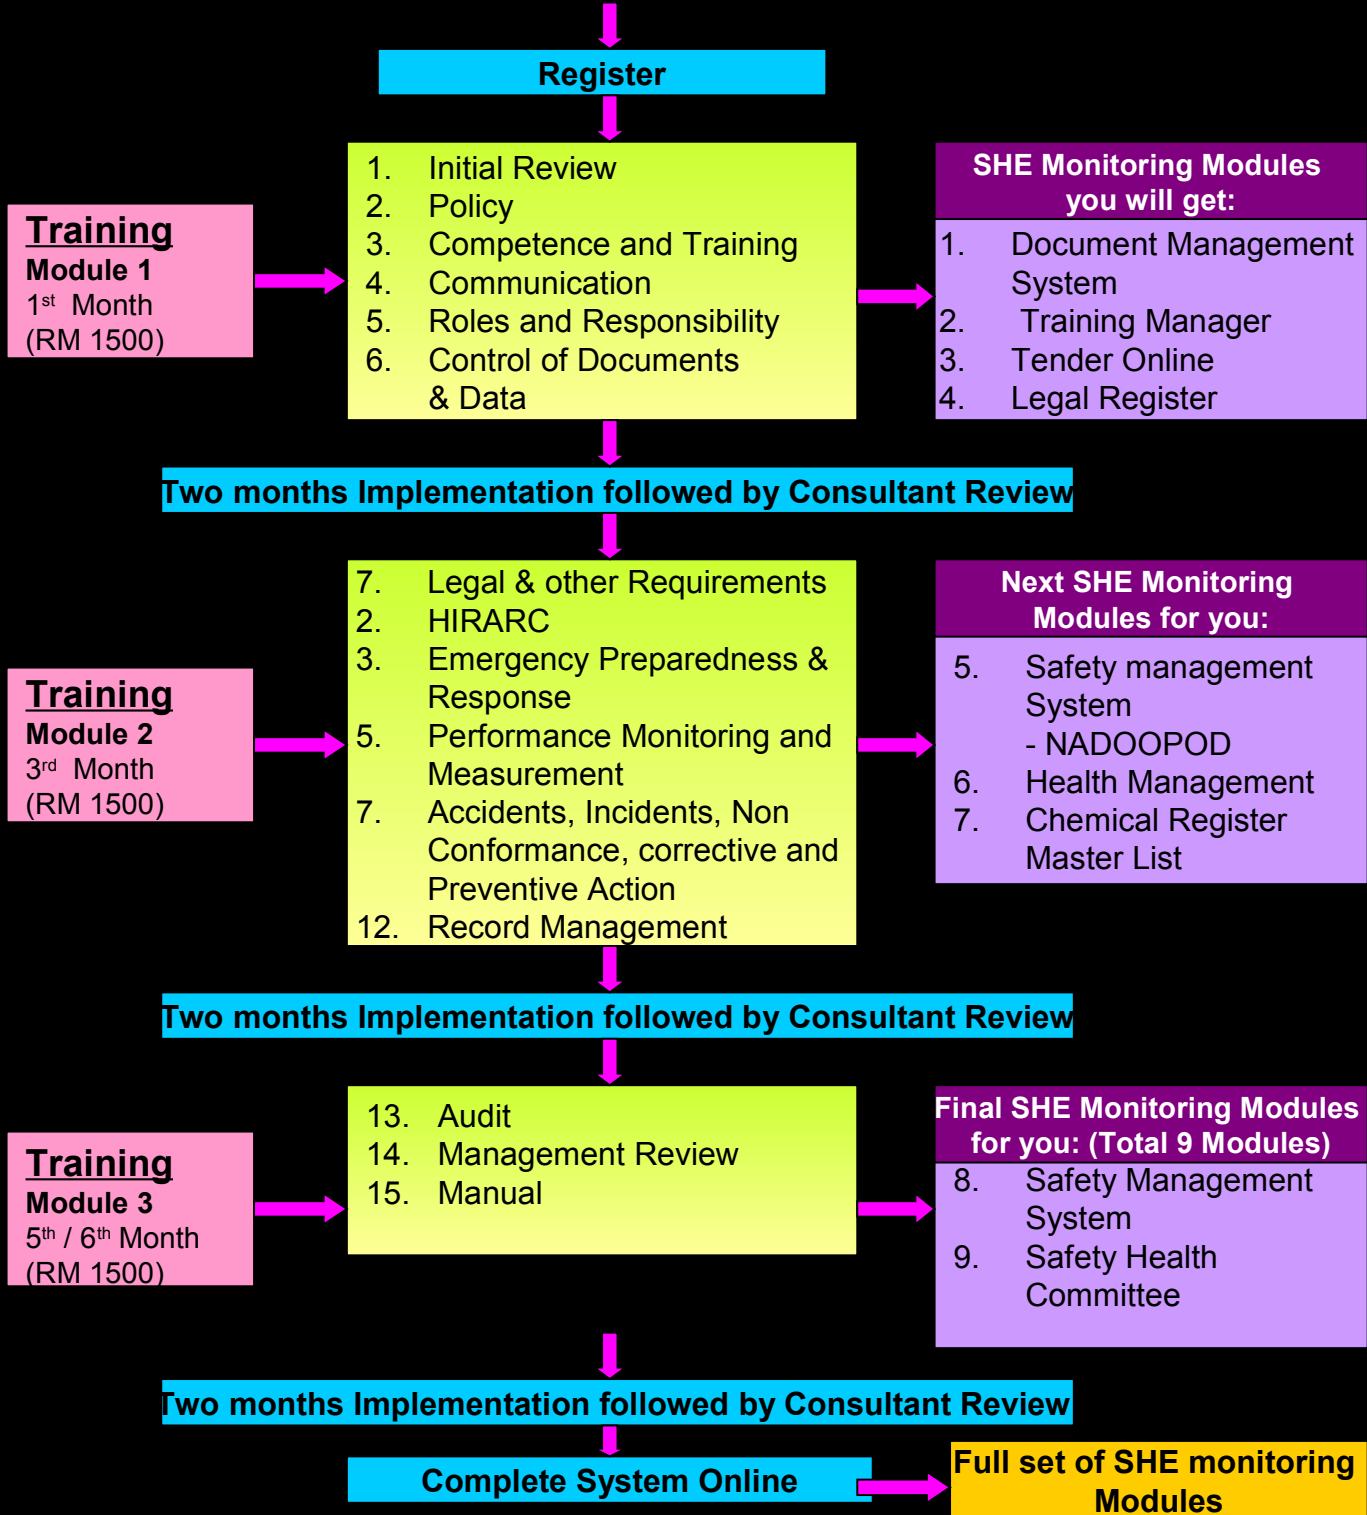 Register
1. Initial Review
2. Policy
3. Competence and Training
4. Communication
5. Roles and Responsibility
6. Control of Documents
& Data
Training
Module 1
1st Month
(RM 1500)
SHE Monitoring Modules
you will get:
1. Document Management
System
2. Training Manager
3. Tender Online
4. Legal Register
Two months Implementation followed by Consultant Review
7. Legal & other Requirements
2. HIRARC
3. Emergency Preparedness &
Response
5. Performance Monitoring and
Measurement
7. Accidents, Incidents, Non
Conformance, corrective and
Preventive Action
12. Record Management
Training
Module 2
3rd Month
(RM 1500)
Next SHE Monitoring
Modules for you:
5. Safety management
System
- NADOOPOD
6. Health Management
7. Chemical Register
Master List
Two months Implementation followed by Consultant Review
13. Audit
14. Management Review
15. Manual
Training
Module 3
5th / 6th Month
(RM 1500)
Final SHE Monitoring Modules
for you: (Total 9 Modules)
8. Safety Management
System
9. Safety Health
Committee
Two months Implementation followed by Consultant Review
Complete System Online
Full set of SHE monitoring
Modules